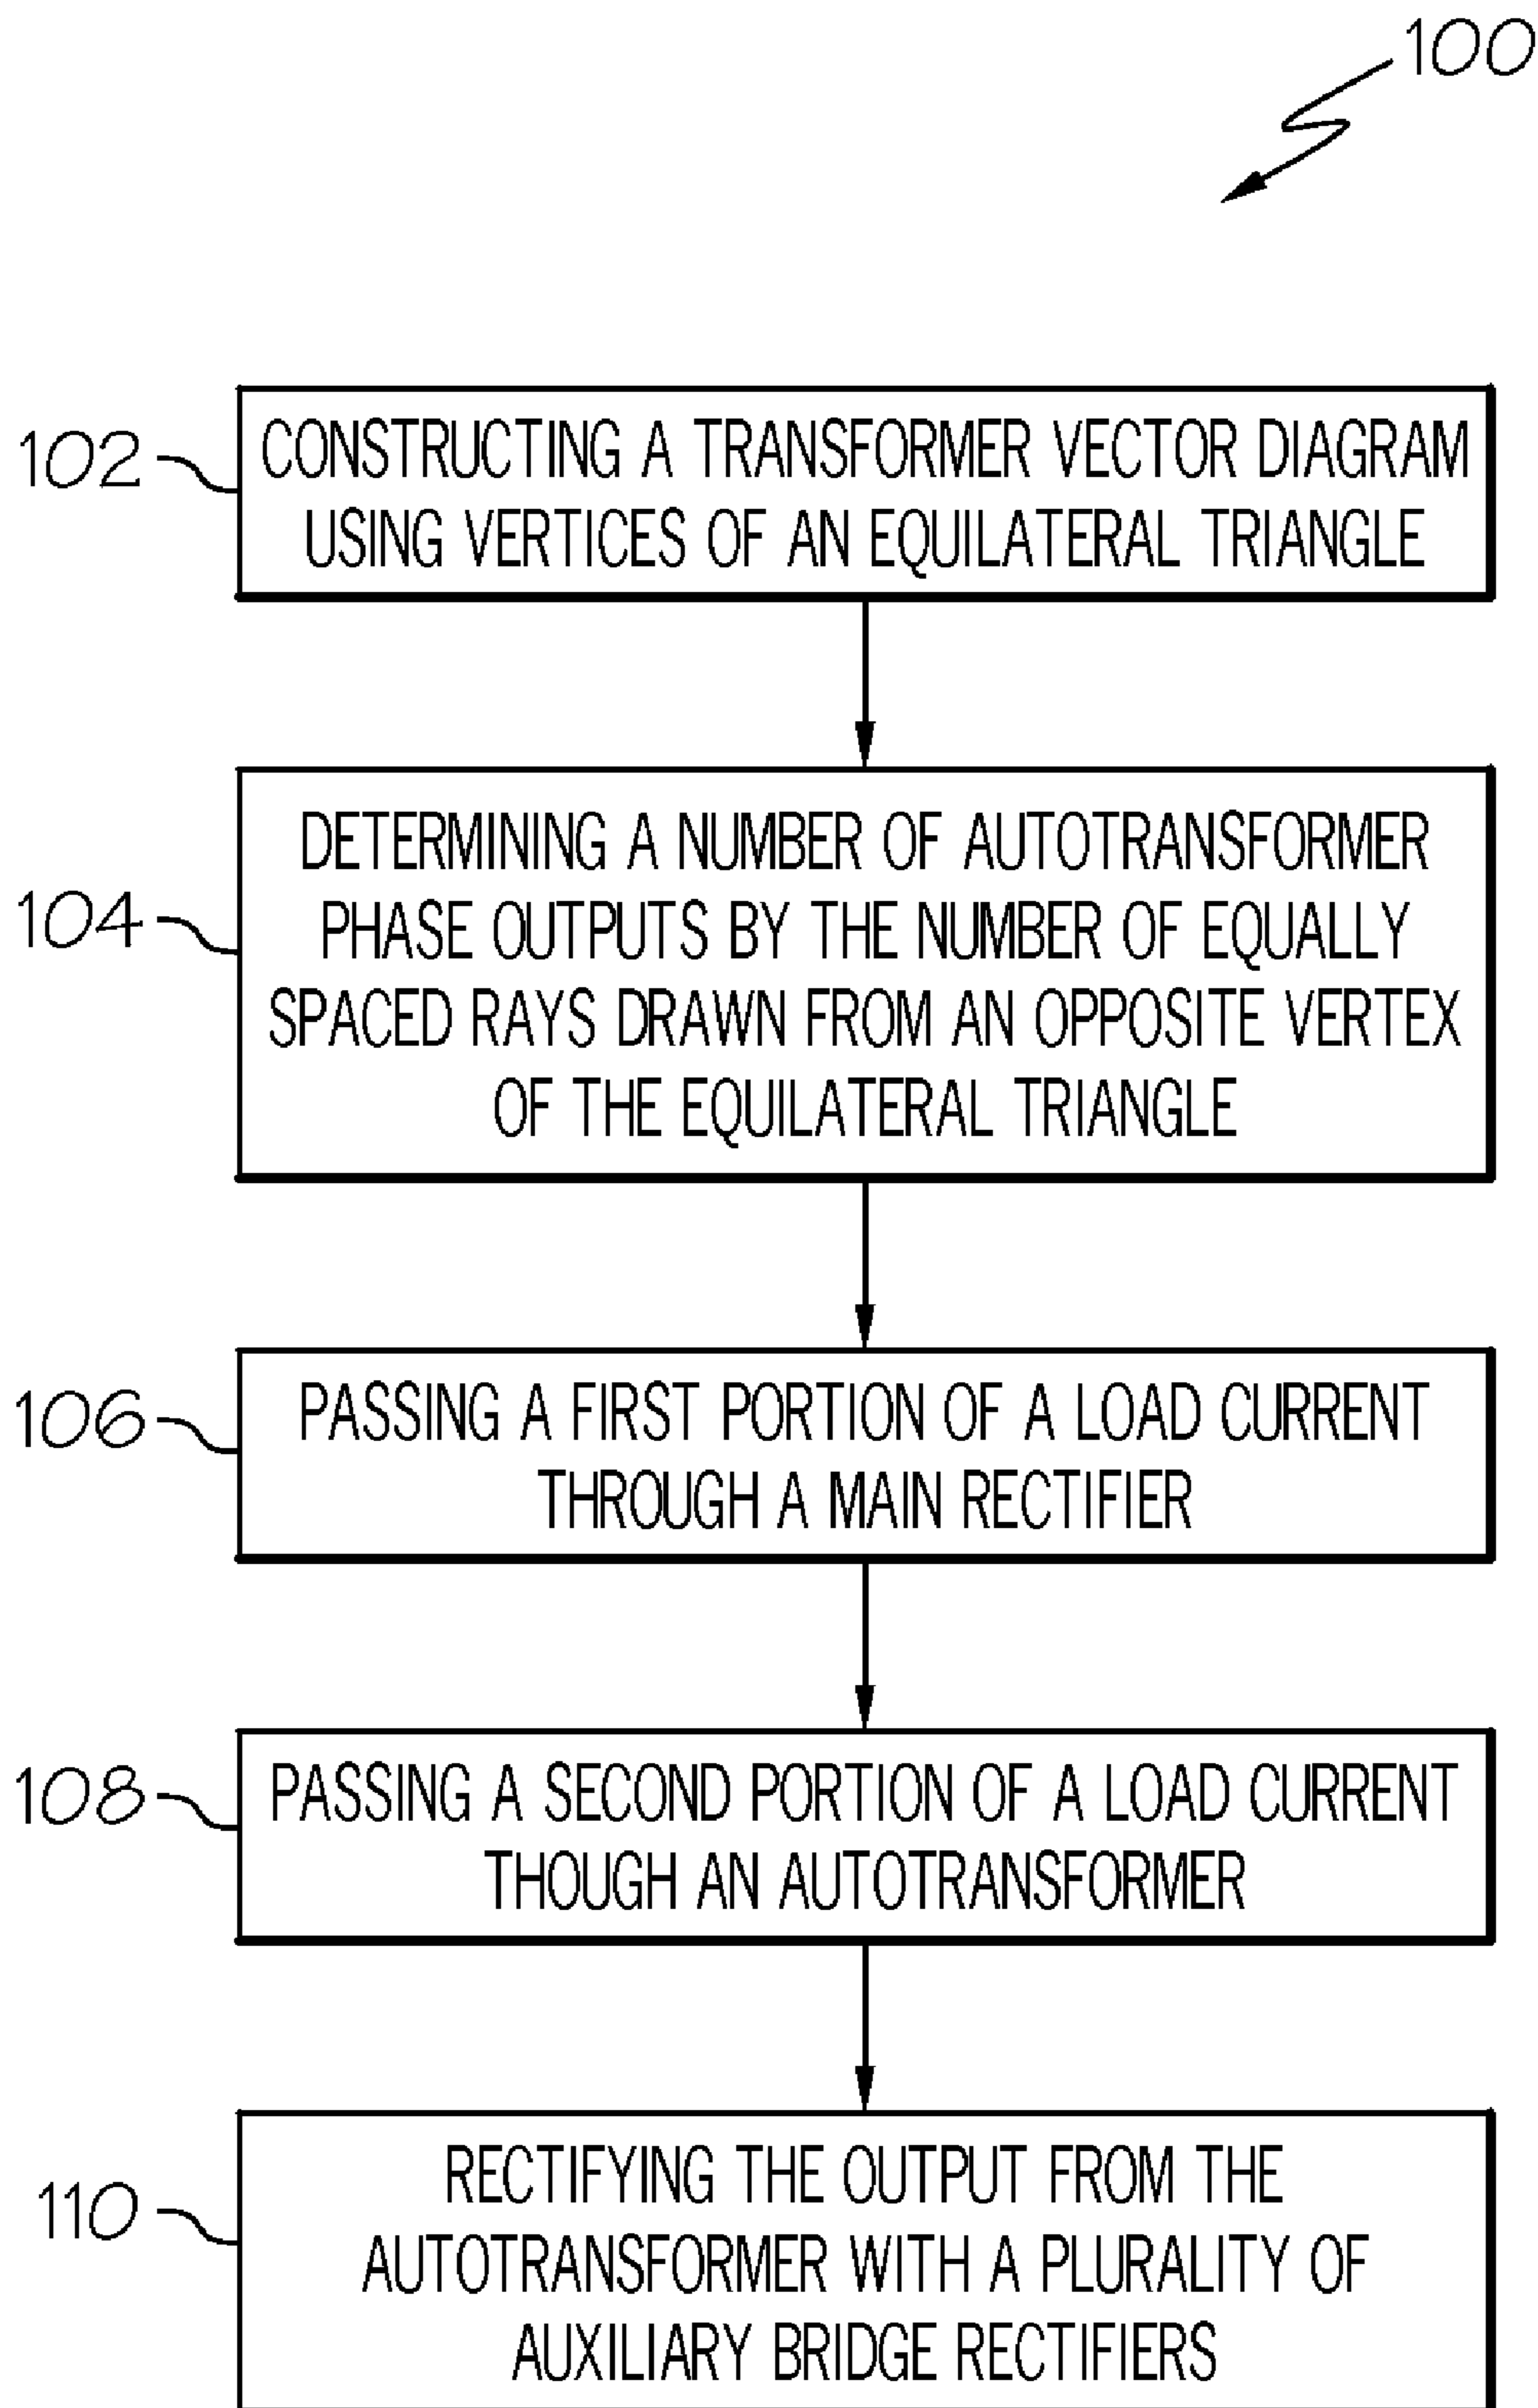 100
102
CONSTRUCTING A TRANSFORMER VECTOR DIAGRAM
USING VERTICES OF AN EQUILATERAL TRIANGLE
104
DETERMINING A NUMBER OF AUTOTRANSFORMER
PHASE OUTPUTS BY THE NUMBER OF EQUALLY
SPACED RAYS DRAWN FROM AN OPPOSITE VERTEX
OF THE EQUILATERAL TRIANGLE
106
PASSING A FIRST PORTION OF A LOAD CURRENT
THROUGH A MAIN RECTIFIER
108
PASSING A SECOND PORTION OF A LOAD CURRENT
THOUGH AN AUTOTRANSFORMER
110
RECTIFYING THE OUTPUT FROM THE
AUTOTRANSFORMER WITH A PLURALITY OF
AUXILIARY BRIDGE RECTIFIERS